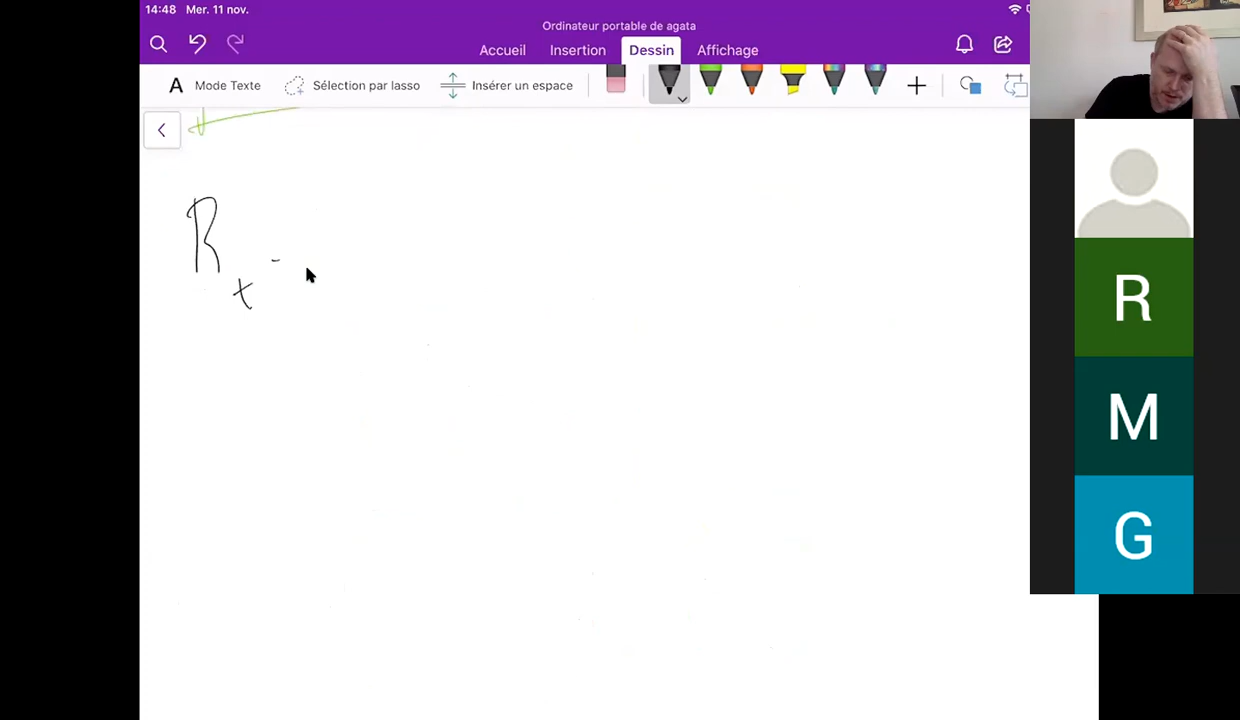 14:48 Mer. 11 nov.
Ordinateur portable de agata
Accueil Insertion Dessin Affichage
A Mode Texte Sélection par lasso Insérer un espace
R
t -
R
M
G